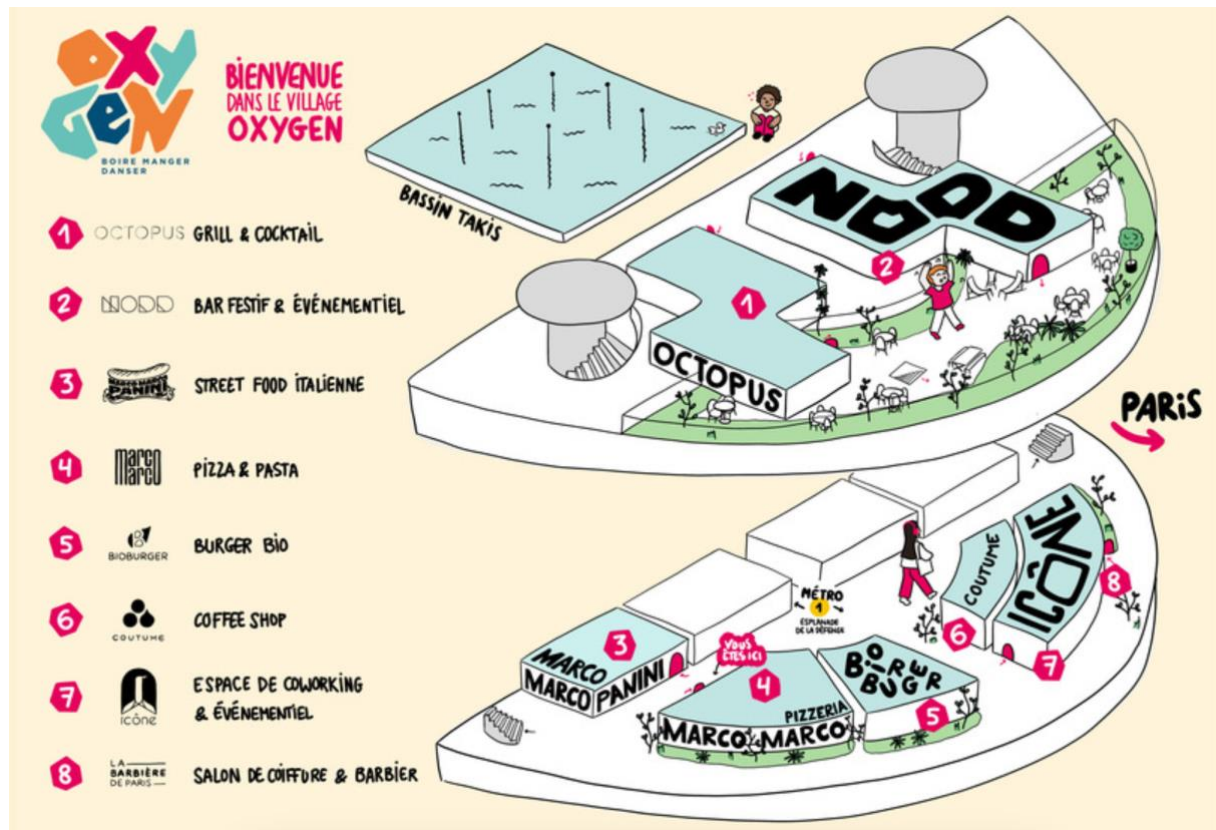 OXY
GEN
BOIRE MANGER
DANSER
BIENVENUE
DANS LE VILLAGE
OXYGEN
1 OCTOPUS GRILL & COCKTAIL
2 NODD BAR FESTIF & ÉVÉNEMENTIEL
3 PANINI STREET FOOD ITALIENNE
4 marco marco PIZZA & PASTA
5 BIOBURGER BURGER BIO
6 COUTUME COFFEE SHOP
7 icône ESPACE DE COWORKING
& ÉVÉNEMENTIEL
8 LA BARBIÈRE DE PARIS SALON DE COIFFURE & BARBIER
BASSIN TAKIS
NODD
2
1
OCTOPUS
PARIS
MÉTRO
1
ESPLANADE
DE LA DÉFENSE
3
MARCO
MARCO PANINI
VOUS
ÊTES ICI
4
PIZZERIA
MARCO MARCO
BIOBURGER
5
COUTUME
6
ICÔNE
7
8